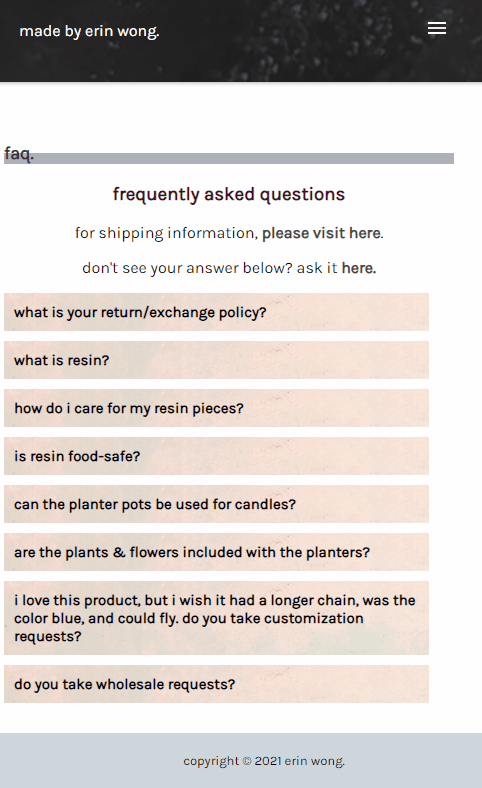 made by erin wong.
faq.
frequently asked questions
for shipping information, please visit here.
don't see your answer below? ask it here.
what is your return/exchange policy?
what is resin?
how do i care for my resin pieces?
is resin food-safe?
can the planter pots be used for candles?
are the plants & flowers included with the planters?
i love this product, but i wish it had a longer chain, was the
color blue, and could fly. do you take customization
requests?
do you take wholesale requests?
copyright © 2021 erin wong.